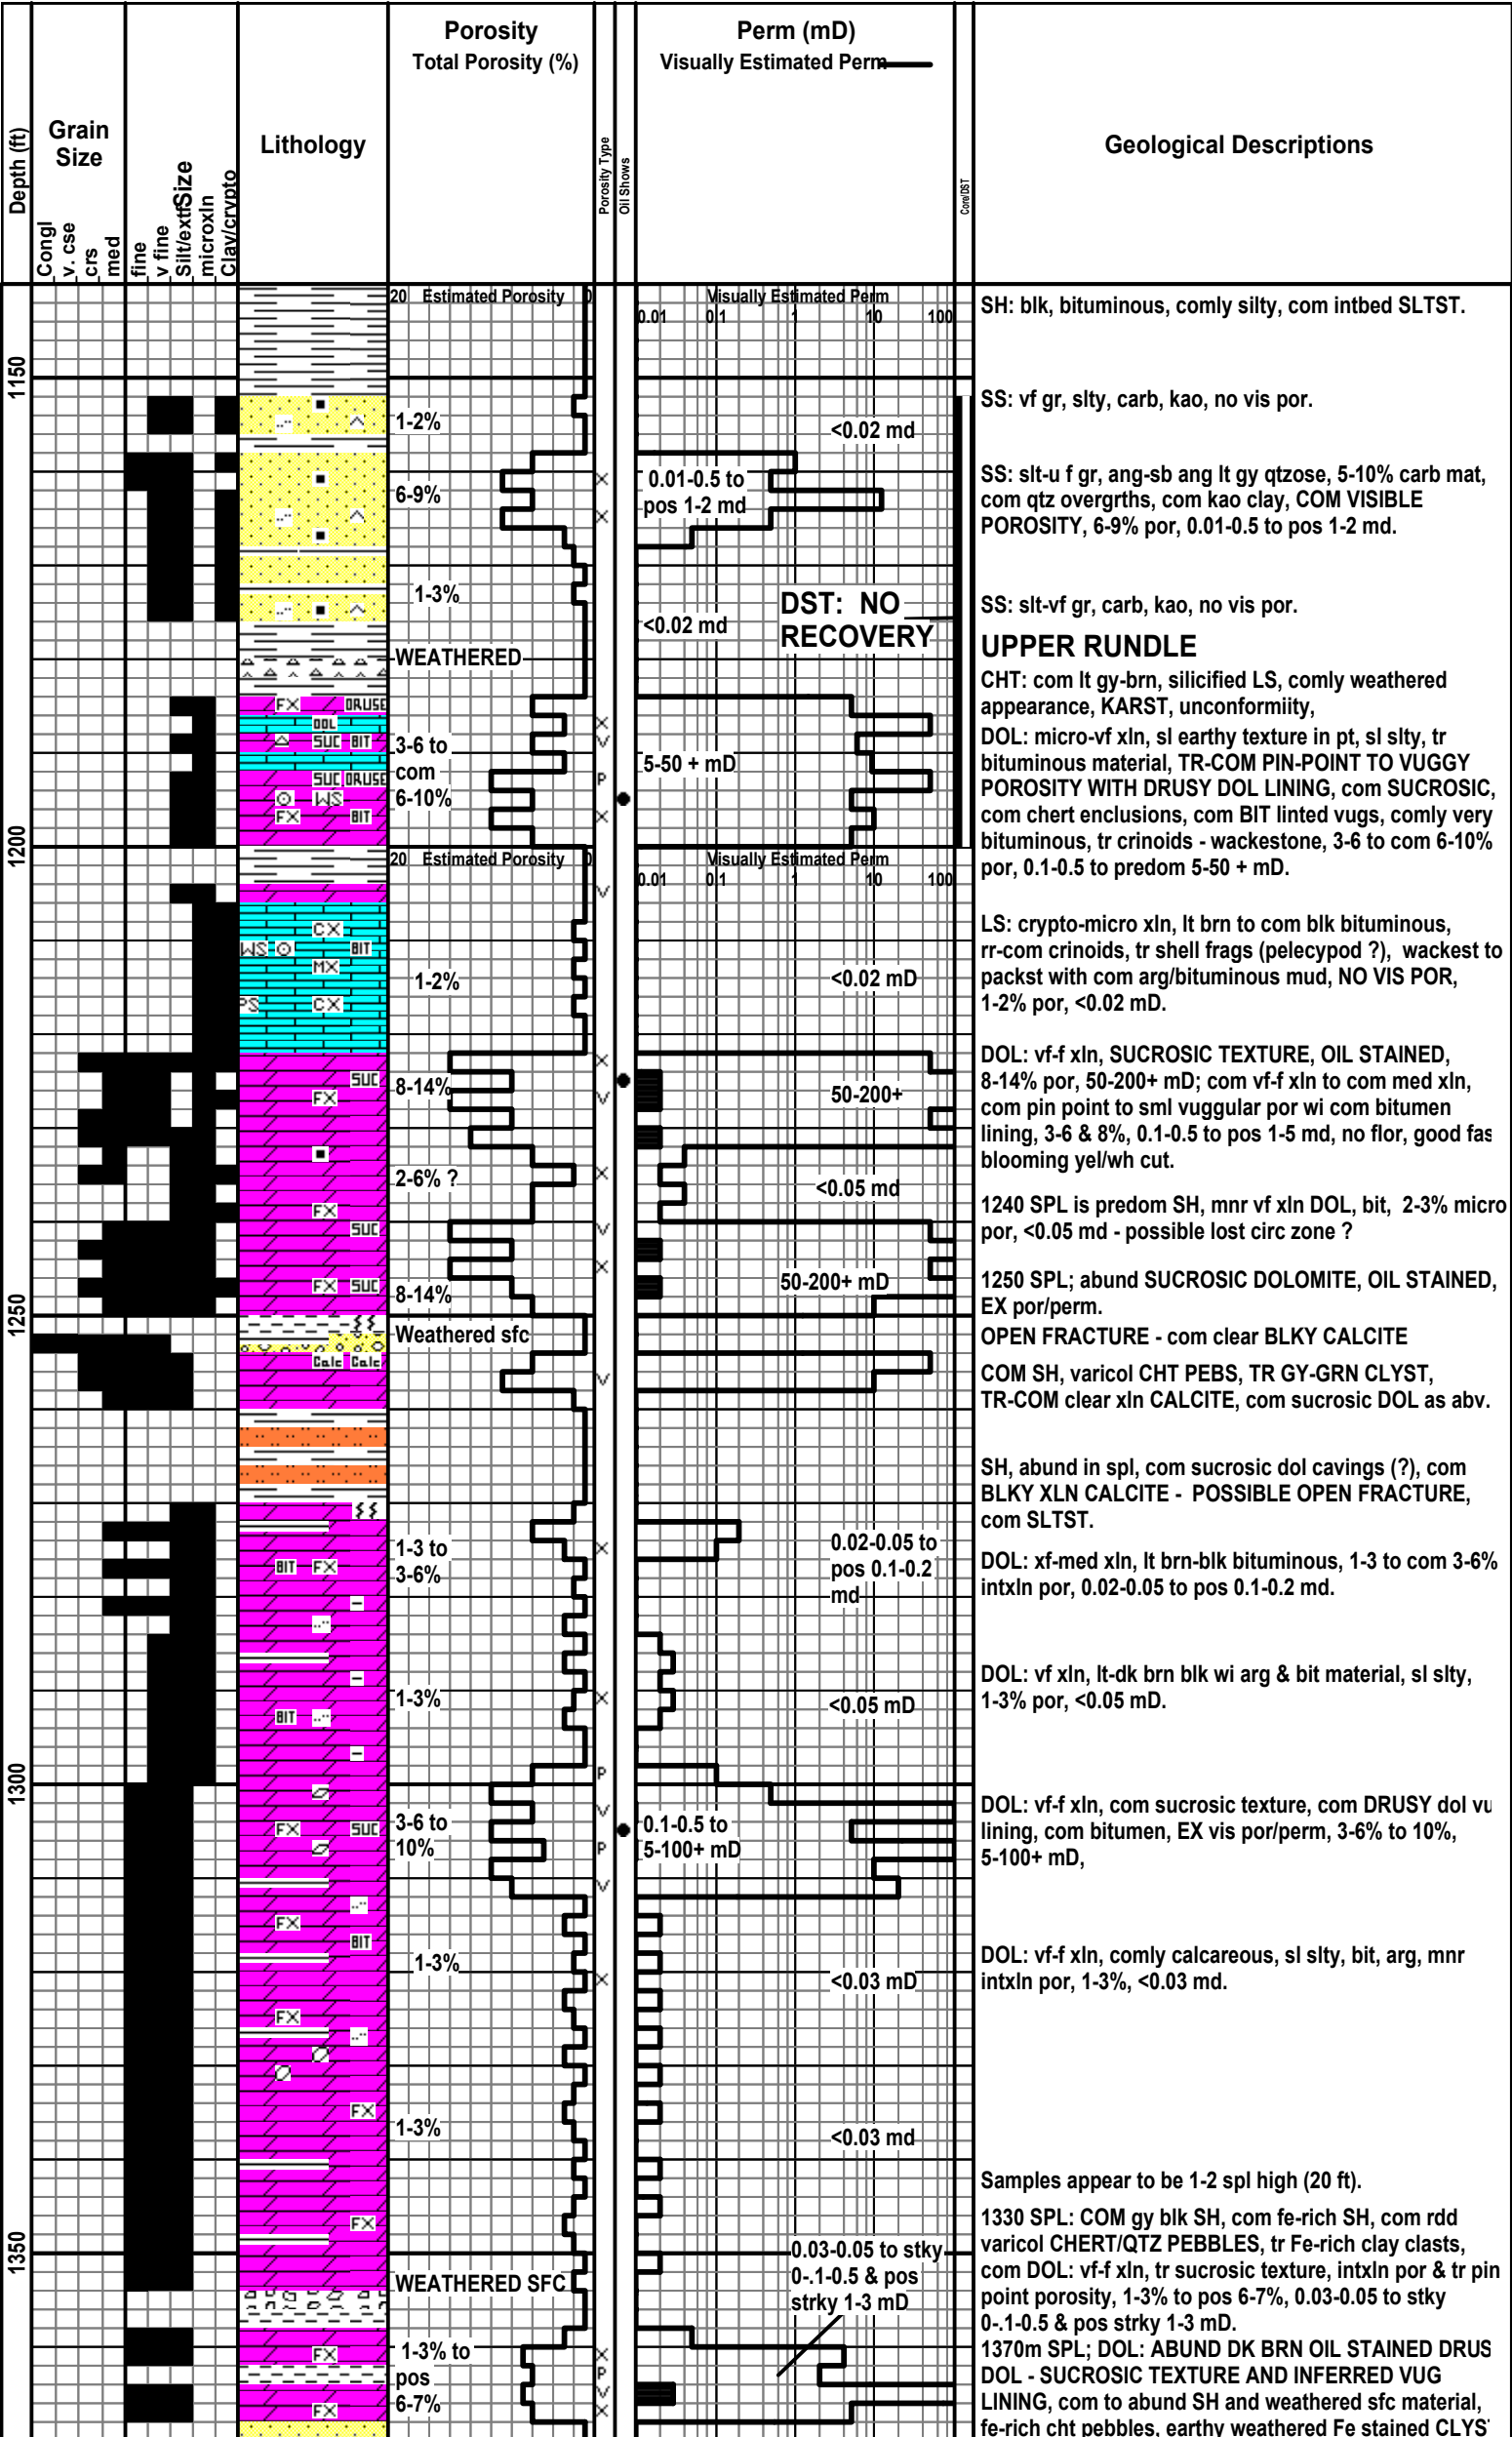 Depth (ft)
Grain
Size
Congl
v. cse
crs
med
fine
v fine
Silt/extf
Size
microxln
Clay/crypto
Lithology
Porosity
Total Porosity (%)
Porosity Type
Oil Shows
Perm (mD)
Visually Estimated Perm
Core/DST
Geological Descriptions
20 Estimated Porosity 0
Visually Estimated Perm
0.01 0.1 1 10 100
SH: blk, bituminous, comly silty, com intbed SLTST.
1150
1-2%
<0.02 md
SS: vf gr, slty, carb, kao, no vis por.
6-9%
X
X
0.01-0.5 to
pos 1-2 md
SS: slt-u f gr, ang-sb ang lt gy qtzose, 5-10% carb mat,
com qtz overgrths, com kao clay, COM VISIBLE
POROSITY, 6-9% por, 0.01-0.5 to pos 1-2 md.
1-3%
<0.02 md
DST: NO
RECOVERY
SS: slt-vf gr, carb, kao, no vis por.
UPPER RUNDLE
WEATHERED
CHT: com lt gy-brn, silicified LS, comly weathered
appearance, KARST, unconformiity,
FX DRUSE
OOL
SUC BIT
SUC DRUSE
WS
FX BIT
3-6 to
com
6-10%
X
V
P
X
5-50 + mD
DOL: micro-vf xln, sl earthy texture in pt, sl slty, tr
bituminous material, TR-COM PIN-POINT TO VUGGY
POROSITY WITH DRUSY DOL LINING, com SUCROSIC,
com chert enclusions, com BIT linted vugs, comly very
bituminous, tr crinoids - wackestone, 3-6 to com 6-10%
por, 0.1-0.5 to predom 5-50 + mD.
1200
20 Estimated Porosity
Visually Estimated Perm
0.01 0.1 1 10 100
V
CX
WS BIT
MX
PS CX
1-2%
<0.02 mD
LS: crypto-micro xln, lt brn to com blk bituminous,
rr-com crinoids, tr shell frags (pelecypod ?), wackest to
packst with com arg/bituminous mud, NO VIS POR,
1-2% por, <0.02 mD.
SUC
FX
8-14%
X
V
50-200+
DOL: vf-f xln, SUCROSIC TEXTURE, OIL STAINED,
8-14% por, 50-200+ mD; com vf-f xln to com med xln,
com pin point to sml vuggular por wi com bitumen
lining, 3-6 & 8%, 0.1-0.5 to pos 1-5 md, no flor, good fas
blooming yel/wh cut.
2-6% ?
X
<0.05 md
FX
SUC
V
X
1240 SPL is predom SH, mnr vf xln DOL, bit, 2-3% micro
por, <0.05 md - possible lost circ zone ?
FX SUC
8-14%
50-200+ mD
1250 SPL; abund SUCROSIC DOLOMITE, OIL STAINED,
EX por/perm.
1250
Weathered sfc
OPEN FRACTURE - com clear BLKY CALCITE
Calc Calc
V
COM SH, varicol CHT PEBS, TR GY-GRN CLYST,
TR-COM clear xln CALCITE, com sucrosic DOL as abv.
SH, abund in spl, com sucrosic dol cavings (?), com
BLKY XLN CALCITE - POSSIBLE OPEN FRACTURE,
com SLTST.
1-3 to
3-6%
X
0.02-0.05 to
pos 0.1-0.2
md
BIT FX
DOL: xf-med xln, lt brn-blk bituminous, 1-3 to com 3-6%
intxln por, 0.02-0.05 to pos 0.1-0.2 md.
1-3%
X
<0.05 mD
BIT
DOL: vf xln, lt-dk brn blk wi arg & bit material, sl slty,
1-3% por, <0.05 mD.
1300
P
V
P
V
FX SUC
3-6 to
10%
0.1-0.5 to
5-100+ mD
DOL: vf-f xln, com sucrosic texture, com DRUSY dol vu
lining, com bitumen, EX vis por/perm, 3-6% to 10%,
5-100+ mD,
FX
BIT
1-3%
X
<0.03 mD
DOL: vf-f xln, comly calcareous, sl slty, bit, arg, mnr
intxln por, 1-3%, <0.03 md.
FX
FX
1-3%
<0.03 md
Samples appear to be 1-2 spl high (20 ft).
FX
1350
WEATHERED SFC
0.03-0.05 to stky
0-.1-0.5 & pos
strky 1-3 mD
1330 SPL: COM gy blk SH, com fe-rich SH, com rdd
varicol CHERT/QTZ PEBBLES, tr Fe-rich clay clasts,
com DOL: vf-f xln, tr sucrosic texture, intxln por & tr pin
point porosity, 1-3% to pos 6-7%, 0.03-0.05 to stky
0-.1-0.5 & pos strky 1-3 mD.
FX
FX
1-3% to
pos
6-7%
X
P
V
X
1370m SPL; DOL: ABUND DK BRN OIL STAINED DRUS
DOL - SUCROSIC TEXTURE AND INFERRED VUG
LINING, com to abund SH and weathered sfc material,
fe-rich cht pebbles, earthy weathered Fe stained CLYS